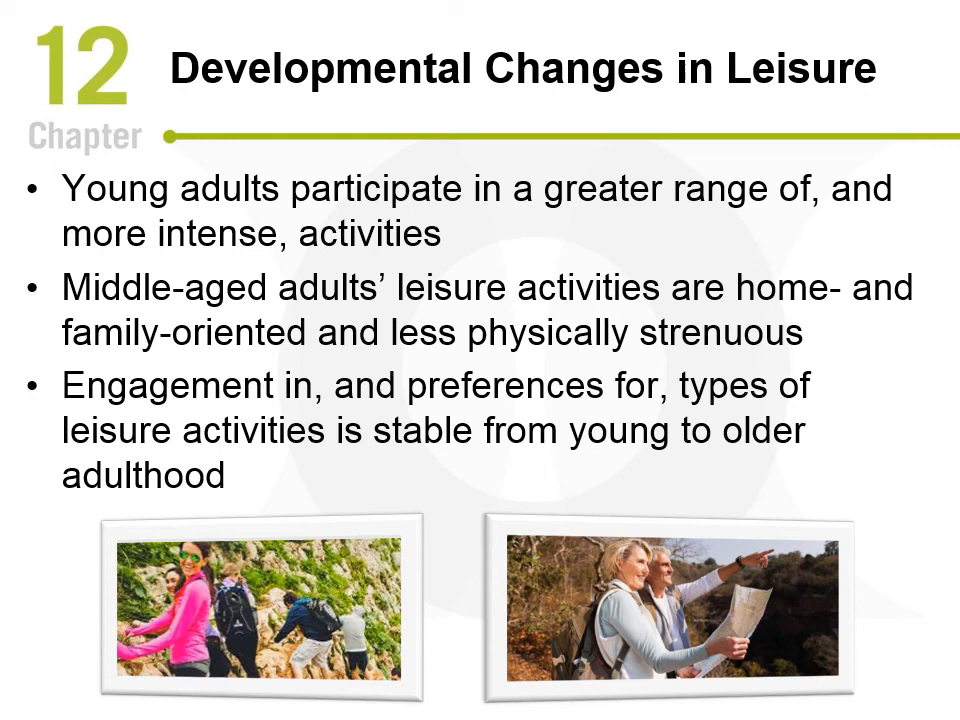 12
Chapter
Developmental Changes in Leisure
• Young adults participate in a greater range of, and
more intense, activities
• Middle-aged adults’ leisure activities are home- and
family-oriented and less physically strenuous
• Engagement in, and preferences for, types of
leisure activities is stable from young to older
adulthood